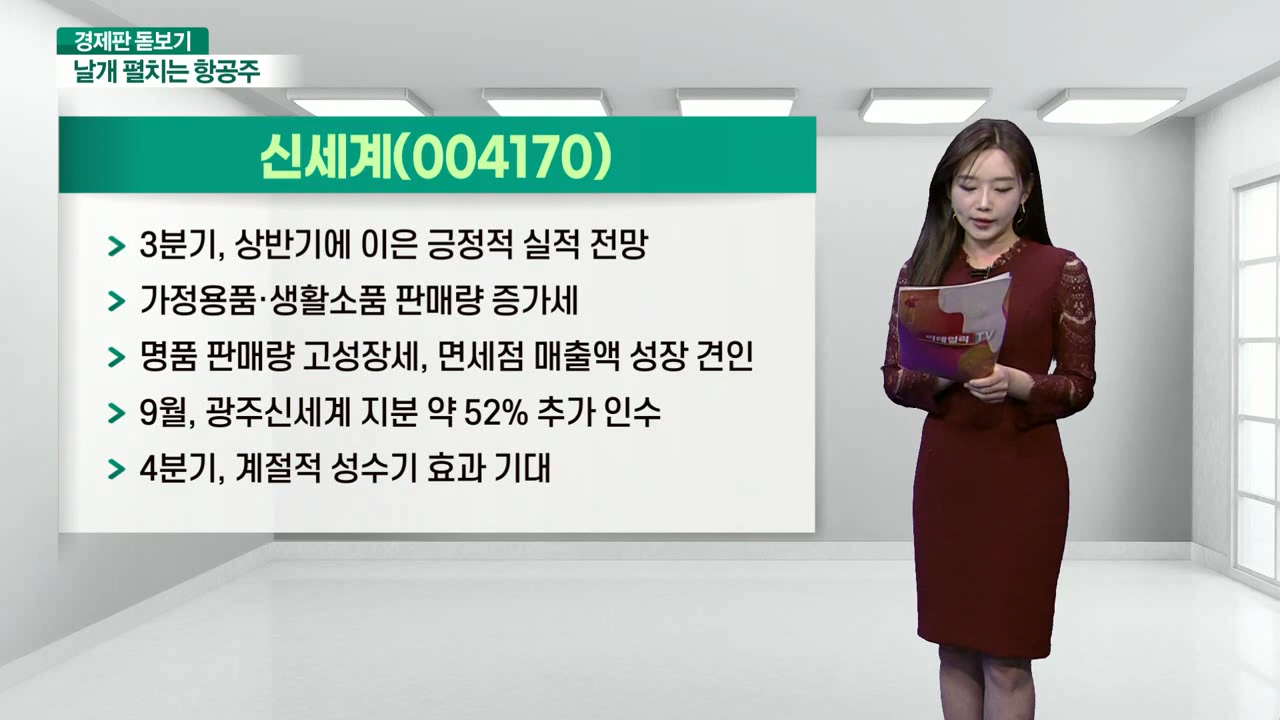 경제판 돋보기
날개 펼치는 항공주
신세계(004170)
> 3분기, 상반기에 이은 긍정적 실적 전망
> 가정용품·생활소품 판매량 증가세
> 명품 판매량 고성장세, 면세점 매출액 성장 견인
> 9월, 광주신세계 지분 약 52% 추가 인수
> 4분기, 계절적 성수기 효과 기대
이데일리 TV